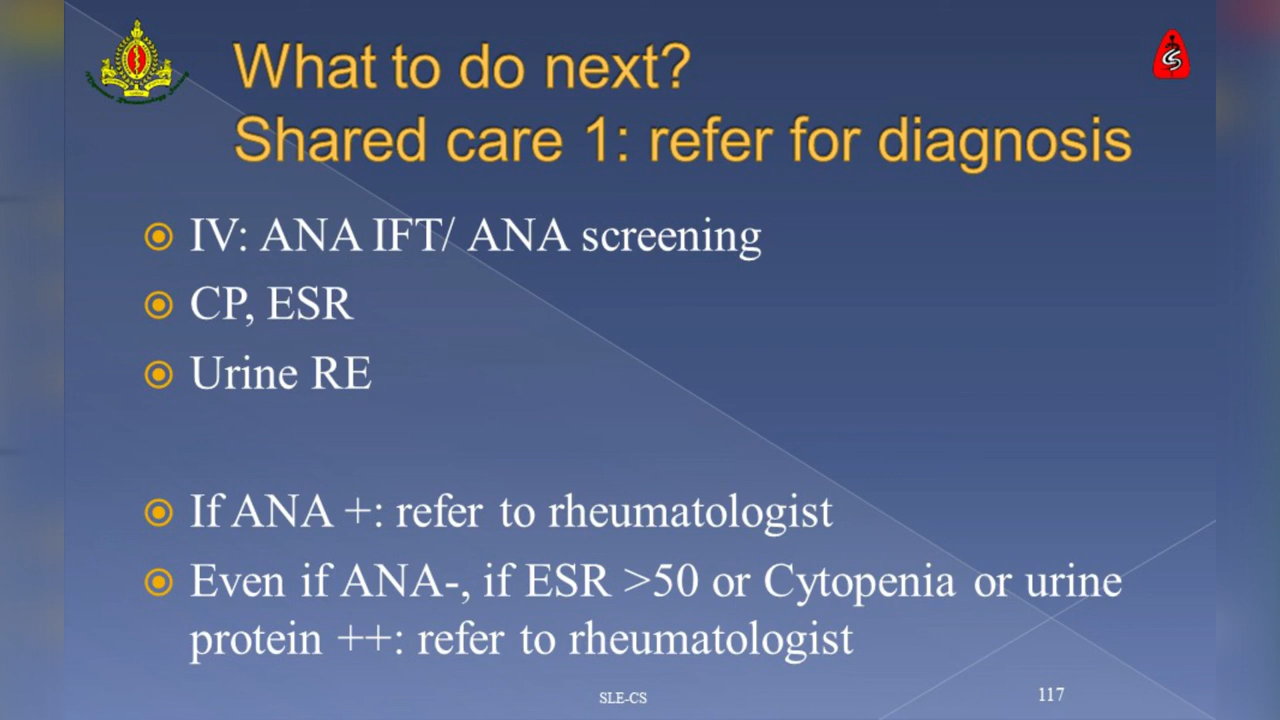 What to do next?
Shared care 1: refer for diagnosis
IV: ANA IFT/ ANA screening
CP, ESR
Urine RE
If ANA +: refer to rheumatologist
Even if ANA-, if ESR >50 or Cytopenia or urine
protein ++: refer to rheumatologist
SLE-CS
117